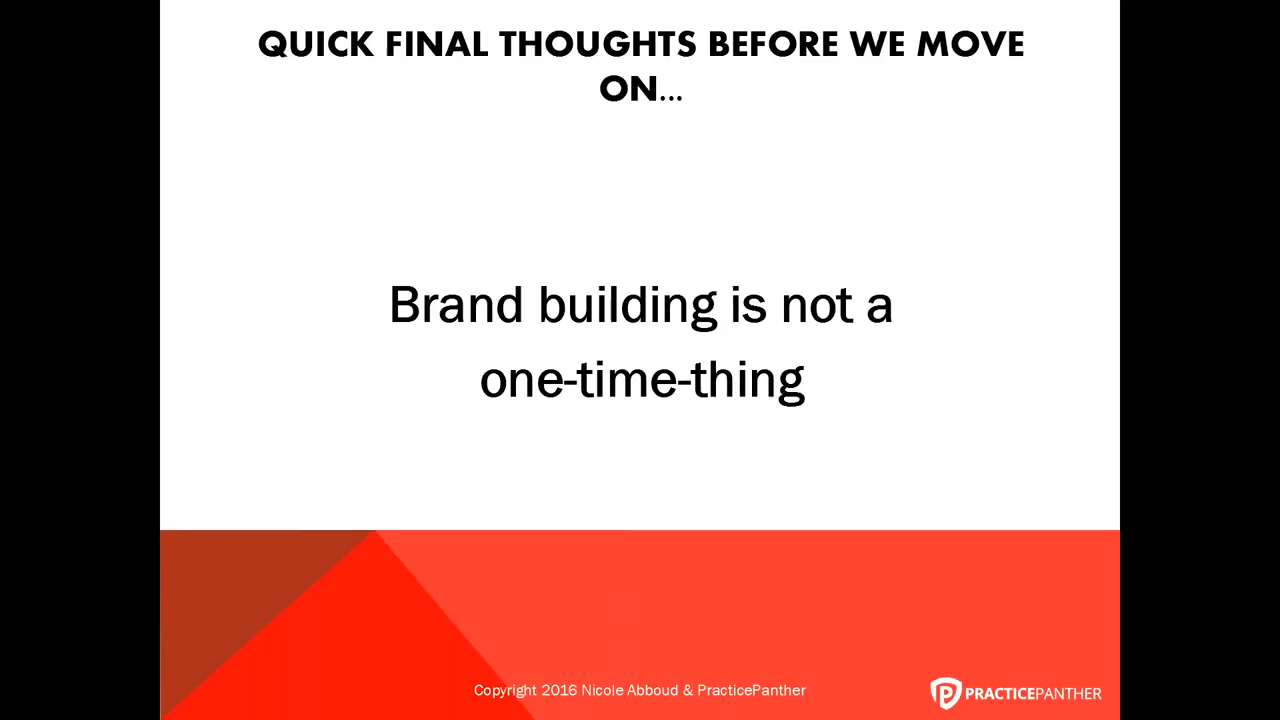 QUICK FINAL THOUGHTS BEFORE WE MOVE
ON...
Brand building is not a
one-time-thing
Copyright 2016 Nicole Abboud & PracticePanther
PRACTICEPANTHER